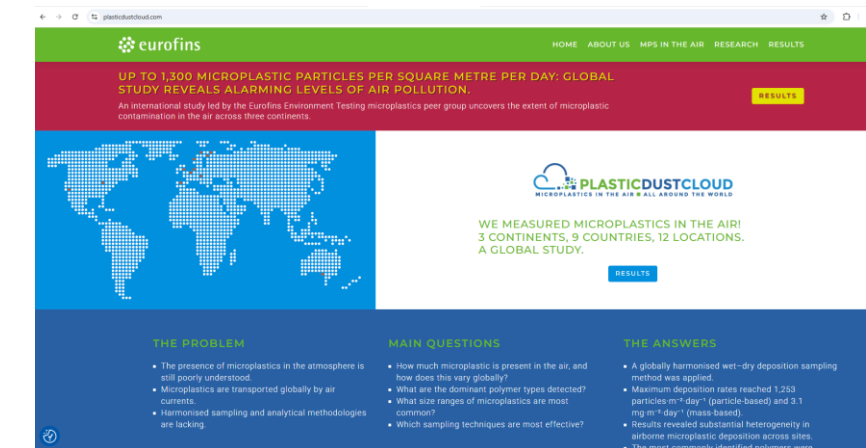 plasticdustcloud.com
eurofins
HOME ABOUT US MPS IN THE AIR RESEARCH RESULTS
UP TO 1,300 MICROPLASTIC PARTICLES PER SQUARE METRE PER DAY: GLOBAL
STUDY REVEALS ALARMING LEVELS OF AIR POLLUTION.
An international study led by the Eurofins Environment Testing microplastics peer group uncovers the extent of microplastic
contamination in the air across three continents.
RESULTS
PLASTICDUSTCLOUD
MICROPLASTICS IN THE AIR ■ ALL AROUND THE WORLD
WE MEASURED MICROPLASTICS IN THE AIR!
3 CONTINENTS, 9 COUNTRIES, 12 LOCATIONS.
A GLOBAL STUDY.
RESULTS
THE PROBLEM
▪ The presence of microplastics in the atmosphere is
still poorly understood.
▪ Microplastics are transported globally by air
currents.
▪ Harmonised sampling and analytical methodologies
are lacking.
MAIN QUESTIONS
▪ How much microplastic is present in the air, and
how does this vary globally?
▪ What are the dominant polymer types detected?
▪ What size ranges of microplastics are most
common?
▪ Which sampling techniques are most effective?
THE ANSWERS
▪ A globally harmonised wet–dry deposition sampling
method was applied.
▪ Maximum deposition rates reached 1,253
particles·m⁻²·day⁻¹ (particle-based) and 3.1
mg·m⁻²·day⁻¹ (mass-based).
▪ Results revealed substantial heterogeneity in
airborne microplastic deposition across sites.
▪ The most commonly identified polymers were